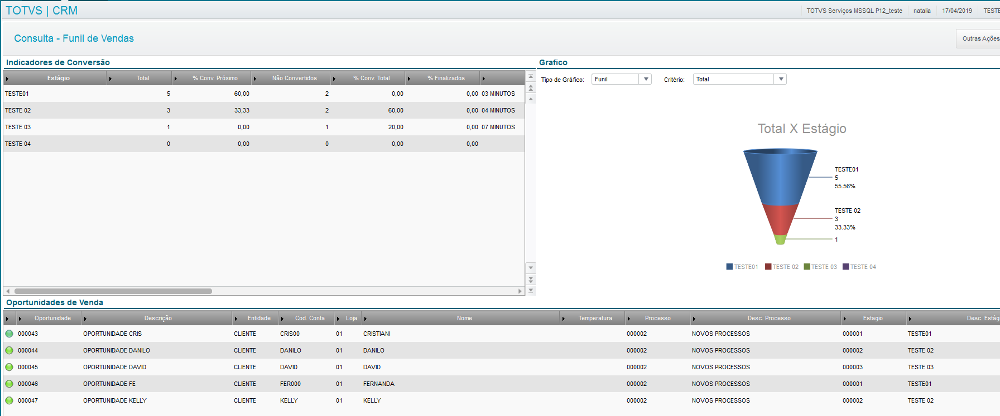 TOTVS | CRM
TOTVS Serviços MSSQL P12_teste natalia 17/04/2019 TESTE
Consulta - Funil de Vendas
Outras Ações
Indicadores de Conversão
Estágio Total % Conv. Próximo Não Convertidos % Conv. Total % Finalizados
TESTE01 5 60,00 2 0,00 0,00 03 MINUTOS
TESTE 02 3 33,33 2 60,00 0,00 04 MINUTOS
TESTE 03 1 0,00 1 20,00 0,00 07 MINUTOS
TESTE 04 0 0,00 0 0,00 0,00
Grafico
Tipo de Gráfico: Funil Critério: Total
Total X Estágio
TESTE01
5
55.56%
TESTE 02
3
33.33%
1
TESTE01 TESTE 02 TESTE 03 TESTE 04
Oportunidades de Venda
Oportunidade Descrição Entidade Cod. Conta Loja Nome Temperatura Processo Desc. Processo Estagio Desc. Estág
000043 OPORTUNIDADE CRIS CLIENTE CRIS00 01 CRISTIANI 000002 NOVOS PROCESSOS 000001 TESTE01
000044 OPORTUNIDADE DANILO CLIENTE DANILO 01 DANILO 000002 NOVOS PROCESSOS 000002 TESTE 02
000045 OPORTUNIDADE DAVID CLIENTE DAVID 01 DAVID 000002 NOVOS PROCESSOS 000003 TESTE 03
000046 OPORTUNIDADE FE CLIENTE FER000 01 FERNANDA 000002 NOVOS PROCESSOS 000001 TESTE01
000047 OPORTUNIDADE KELLY CLIENTE KELLY 01 KELLY 000002 NOVOS PROCESSOS 000002 TESTE 02